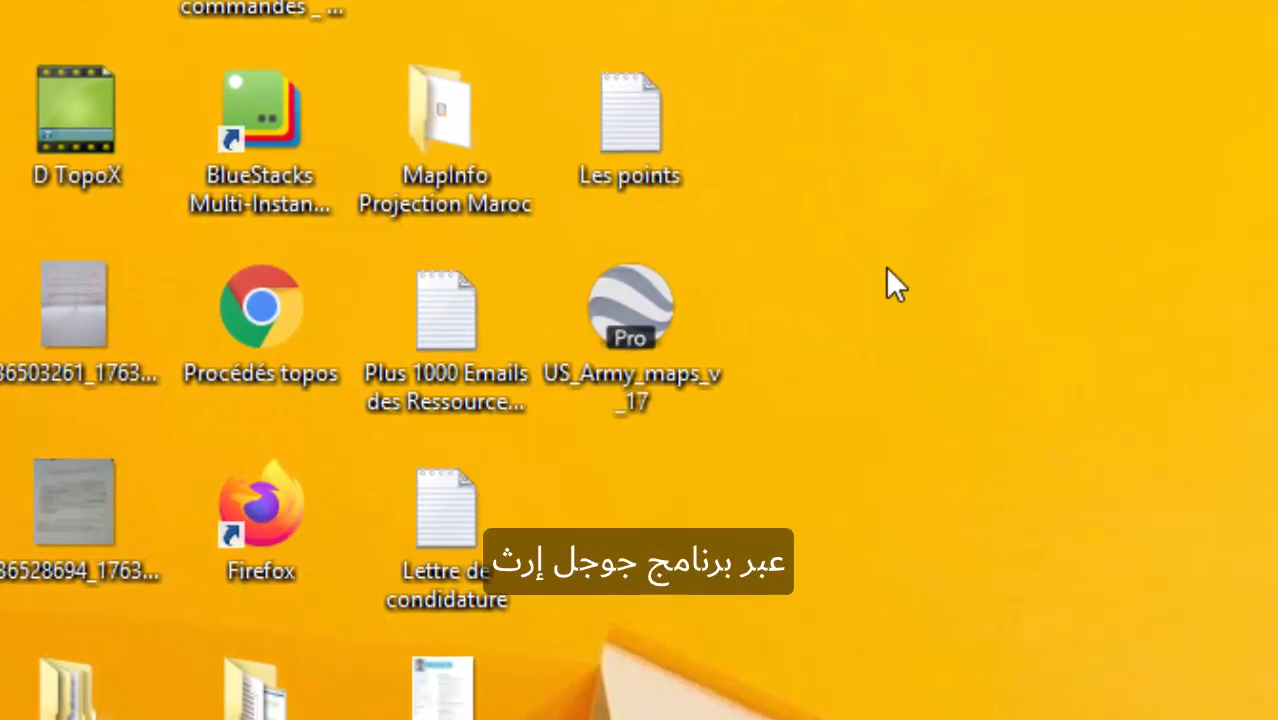 commandes _ ...
D TopoX
BlueStacks
Multi-Instan...
MapInfo
Projection Maroc
Les points
36503261_1763...
Procédés topos
Plus 1000 Emails
des Ressource...
Pro
US_Army_maps_v
_17
36528694_1763...
Firefox
Lettre de
condidature
عبر برنامج جوجل إرث